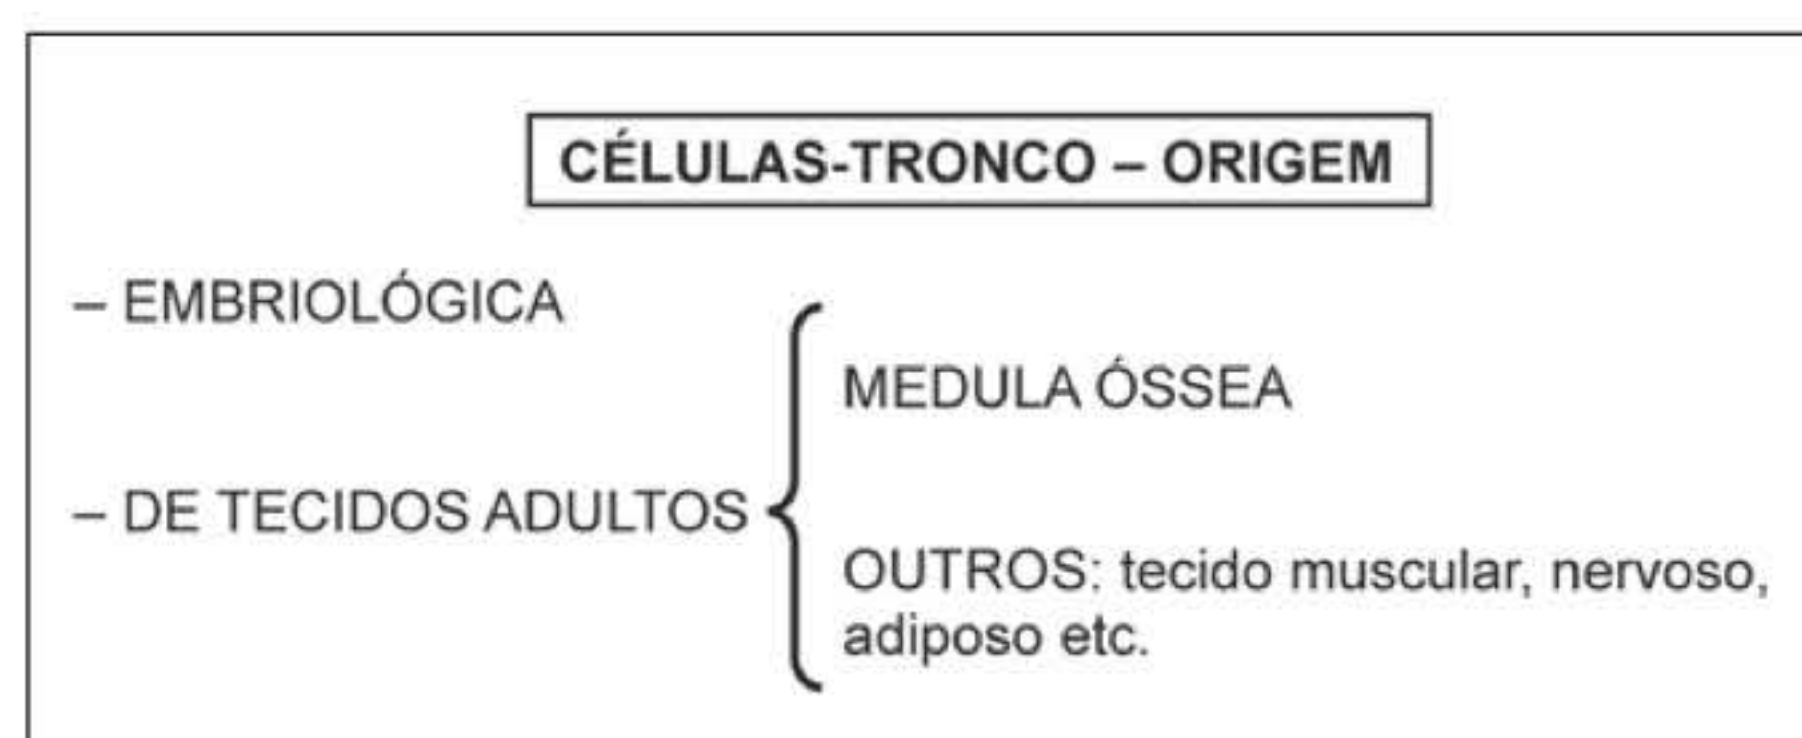 CÉLULAS-TRONCO – ORIGEM
– EMBRIOLÓGICA
– DE TECIDOS ADULTOS
MEDULA ÓSSEA
OUTROS: tecido muscular, nervoso,
adiposo etc.